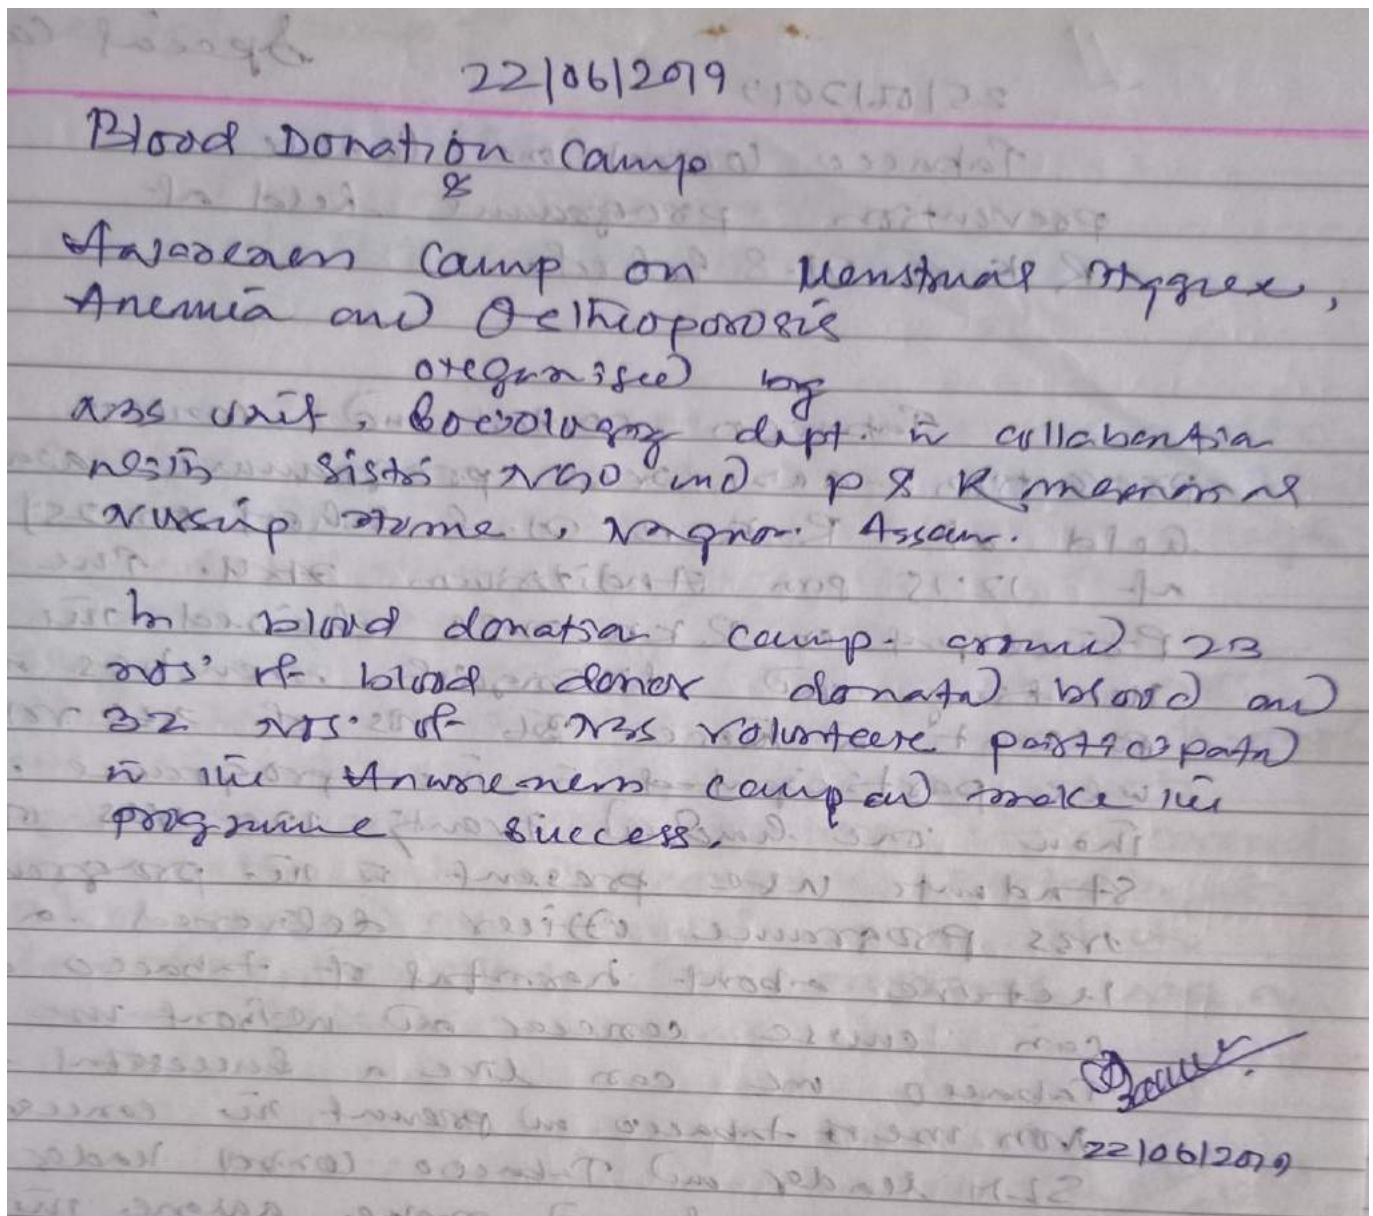 22/06/2019
Blood Donation Camp
&
Awareness Camp on Menstrual Hygiene,
Anemia and Ostheoporosis
organised by
NSS Unit, Sociology dept. in collaboration
with Sistri NGO and P & R memorial
Nursing Home, Nagaon. Assam.
In blood donation camp around 23
nos' of blood donor donated blood and
32 nos. of NSS volunteer participated
in the Awareness camp and make the
programme success.
22/06/2019